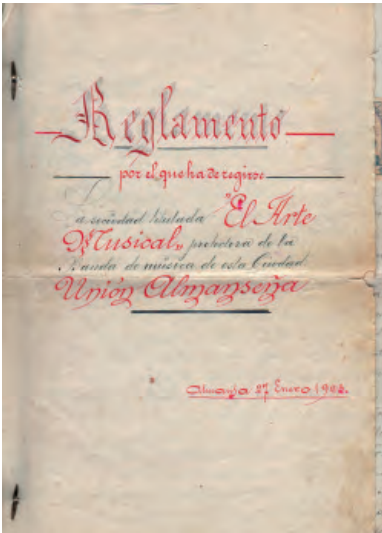 Reglamento
por el que ha de regirse
La sociedad titulada "El Arte
Musical„ protectora de la
Banda de música de esta Ciudad
Unión Almanseña
Almansa 27 Enero 1903.